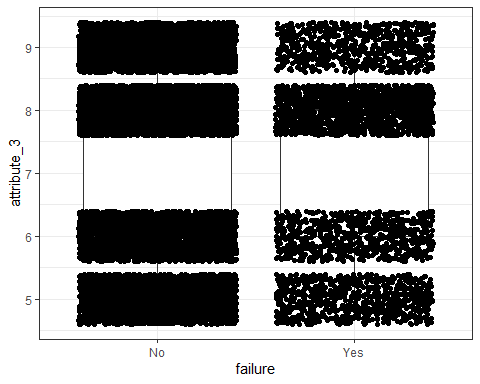 attribute_3
9
8
7
6
5
No
Yes
failure